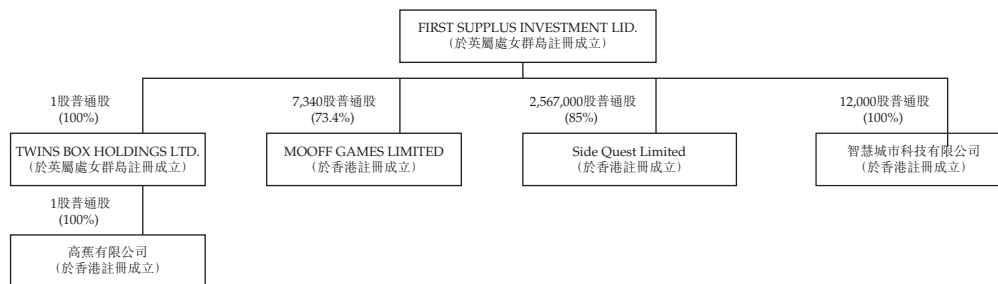 FIRST SUPPLUS INVESTMENT LID.
(於英屬處女群島註冊成立)
1股普通股
(100%)
7,340股普通股
(73.4%)
2,567,000股普通股
(85%)
12,000股普通股
(100%)
TWINS BOX HOLDINGS LTD.
(於英屬處女群島註冊成立)
MOOFF GAMES LIMITED
(於香港註冊成立)
Side Quest Limited
(於香港註冊成立)
智慧城市科技有限公司
(於香港註冊成立)
1股普通股
(100%)
高蕉有限公司
(於香港註冊成立)